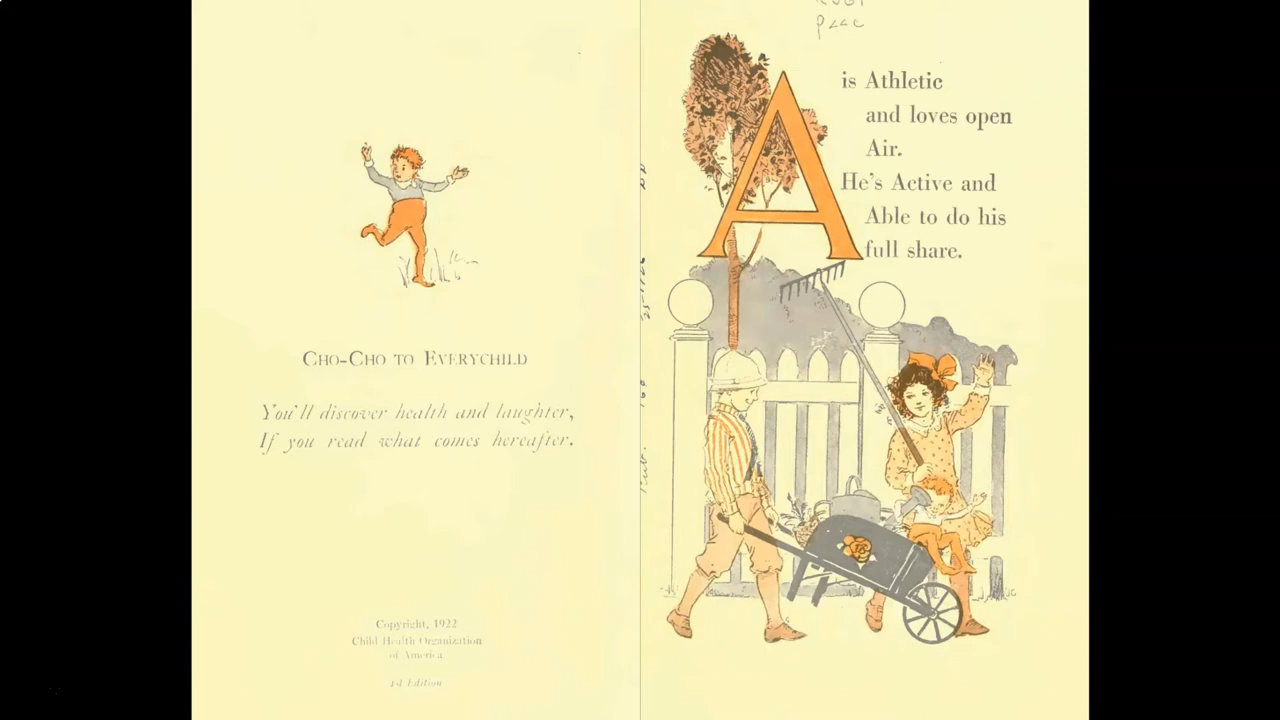 Cho-Cho to Everychild
You'll discover health and laughter,
If you read what comes hereafter.
Copyright, 1922
Child Health Organization
of America
1st Edition
A
is Athletic
and loves open
Air.
He's Active and
Able to do his
full share.